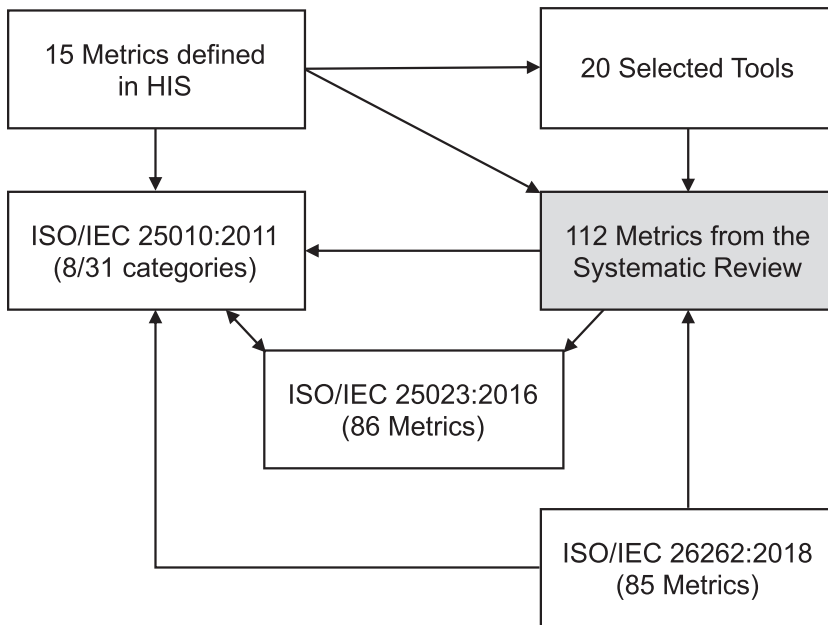 15 Metrics defined
in HIS
20 Selected Tools
ISO/IEC 25010:2011
(8/31 categories)
112 Metrics from the
Systematic Review
ISO/IEC 25023:2016
(86 Metrics)
ISO/IEC 26262:2018
(85 Metrics)